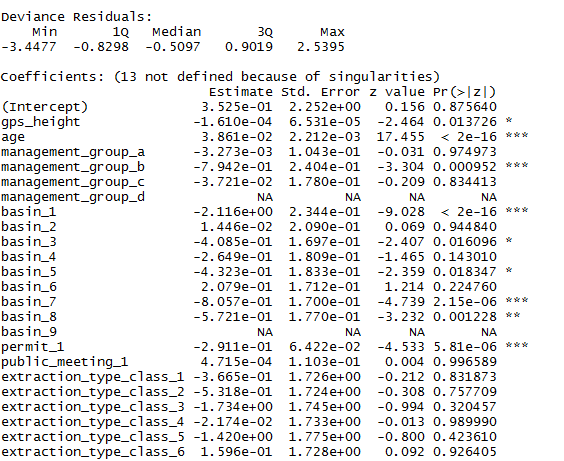 Deviance Residuals:
    Min      1Q  Median      3Q     Max
-3.4477 -0.8298 -0.5097  0.9019  2.5395

Coefficients: (13 not defined because of singularities)
                          Estimate Std. Error z value Pr(>|z|)
(Intercept)              3.525e-01  2.252e+00   0.156 0.875640
gps_height              -1.610e-04  6.531e-05  -2.464 0.013726 *
age                      3.861e-02  2.212e-03  17.455  < 2e-16 ***
management_group_a      -3.273e-03  1.043e-01  -0.031 0.974973
management_group_b      -7.942e-01  2.404e-01  -3.304 0.000952 ***
management_group_c      -3.721e-02  1.780e-01  -0.209 0.834413
management_group_d              NA         NA      NA       NA
basin_1                 -2.116e+00  2.344e-01  -9.028  < 2e-16 ***
basin_2                  1.446e-02  2.090e-01   0.069 0.944840
basin_3                 -4.085e-01  1.697e-01  -2.407 0.016096 *
basin_4                 -2.649e-01  1.809e-01  -1.465 0.143010
basin_5                 -4.323e-01  1.833e-01  -2.359 0.018347 *
basin_6                  2.079e-01  1.712e-01   1.214 0.224760
basin_7                 -8.057e-01  1.700e-01  -4.739 2.15e-06 ***
basin_8                 -5.721e-01  1.770e-01  -3.232 0.001228 **
basin_9                         NA         NA      NA       NA
permit_1                -2.911e-01  6.422e-02  -4.533 5.81e-06 ***
public_meeting_1         4.715e-04  1.103e-01   0.004 0.996589
extraction_type_class_1 -3.665e-01  1.726e+00  -0.212 0.831873
extraction_type_class_2 -5.318e-01  1.724e+00  -0.308 0.757709
extraction_type_class_3 -1.734e+00  1.745e+00  -0.994 0.320457
extraction_type_class_4 -2.174e-02  1.733e+00  -0.013 0.989990
extraction_type_class_5 -1.420e+00  1.775e+00  -0.800 0.423610
extraction_type_class_6  1.596e-01  1.728e+00   0.092 0.926405